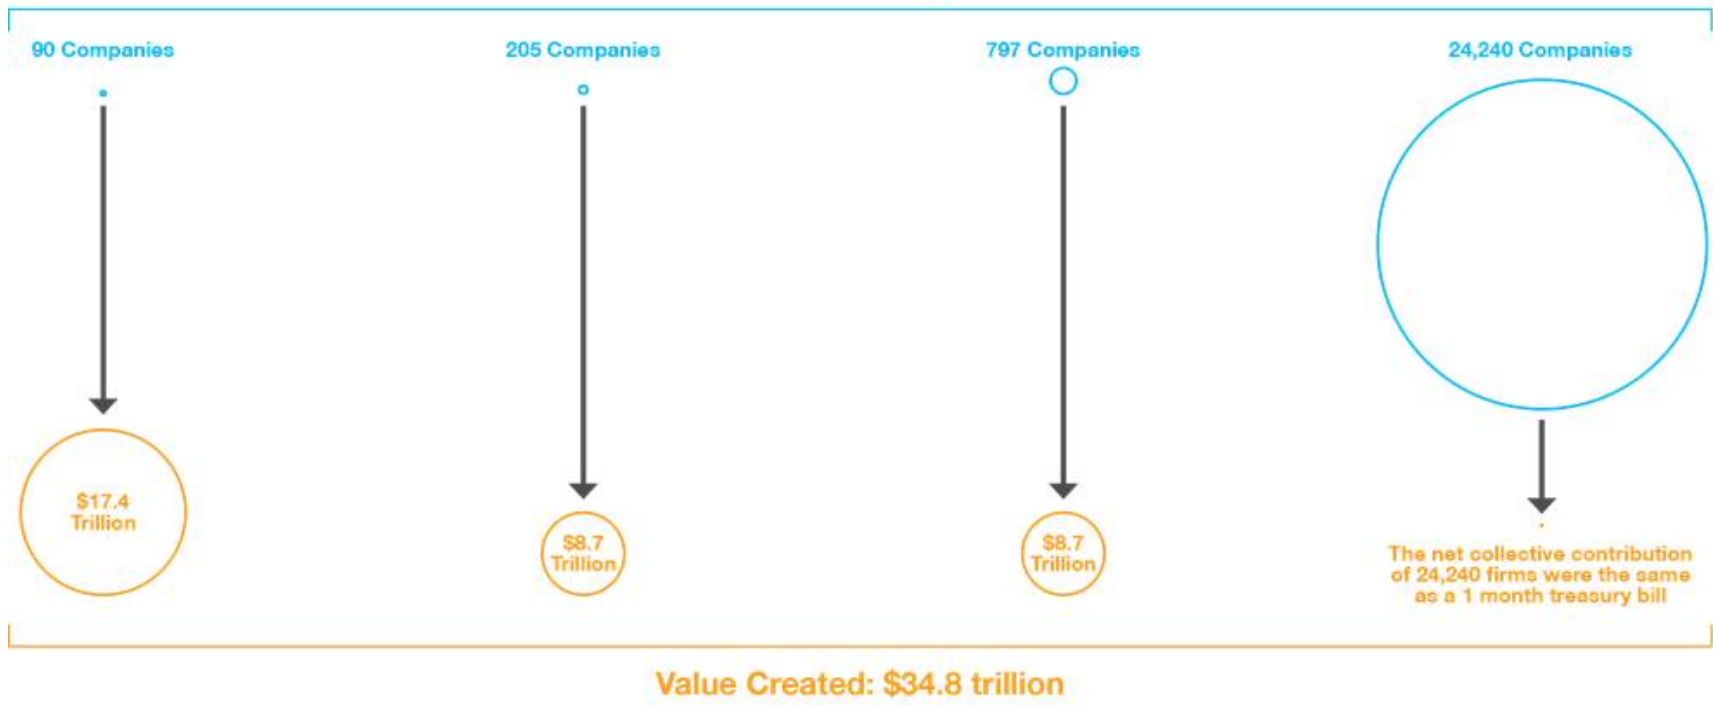 90 Companies
205 Companies
797 Companies
24,240 Companies
$17.4
Trillion
$8.7
Trillion
$8.7
Trillion
The net collective contribution
of 24,240 firms were the same
as a 1 month treasury bill
Value Created: $34.8 trillion